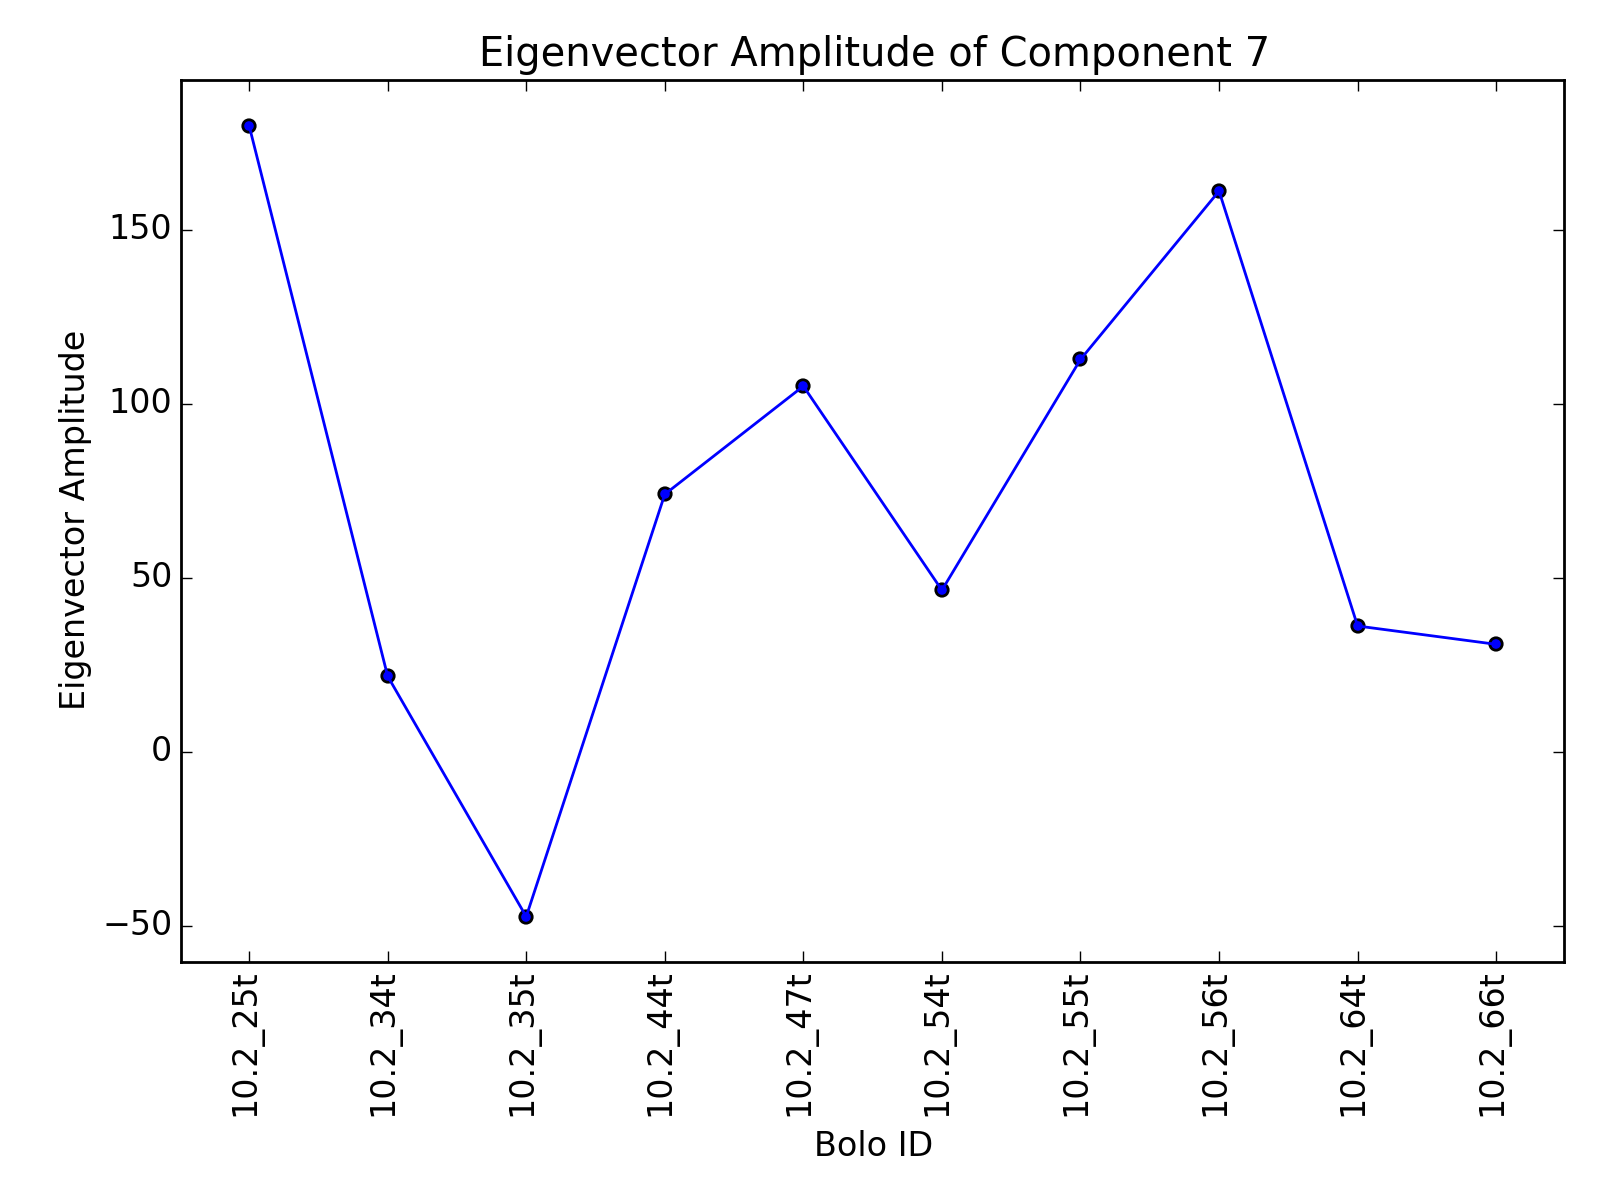 Eigenvector Amplitude of Component 7
Eigenvector Amplitude
150
100
50
0
−50
10.2_25t
10.2_34t
10.2_35t
10.2_44t
10.2_47t
10.2_54t
10.2_55t
10.2_56t
10.2_64t
10.2_66t
Bolo ID